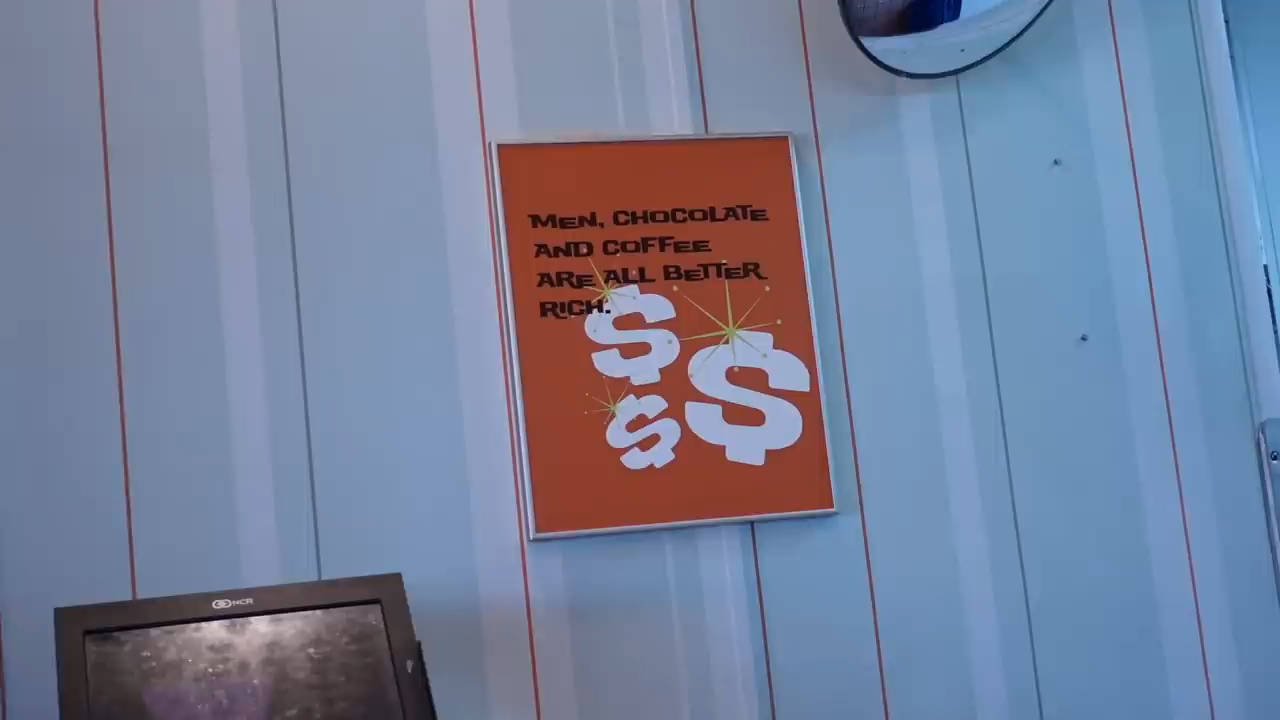 MEN, CHOCOLATE
AND COFFEE
ARE ALL BETTER
RICH.
$
$
$
NCR